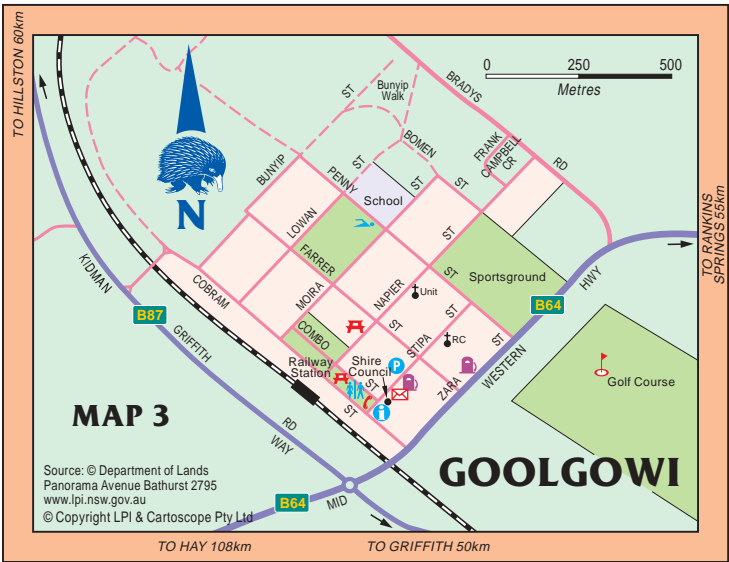 TO HILLSTON 60km
0 250 500
Metres
ST
Bunyip
Walk
BRADYS
RD
BOMEN
ST
ST
FRANK
CAMPBELL
CR
BUNYIP
PENNY
ST
School
LOWAN
FARRER
ST
ST
Sportsground
TO RANKINS
SPRINGS 55km
N
KIDMAN
COBRAM
MOIRA
NAPIER
Unit
B64
HWY
B87
GRIFFITH
COMBO
ST
STIPA
ST
RC
ST
Railway
Station
Shire
Council
P
ST
ZARA
WESTERN
Golf Course
i
ST
MAP 3
RD
WAY
GOOLGOWI
Source: © Department of Lands
Panorama Avenue Bathurst 2795
www.lpi.nsw.gov.au
© Copyright LPI & Cartoscope Pty Ltd
B64
MID
TO HAY 108km
TO GRIFFITH 50km